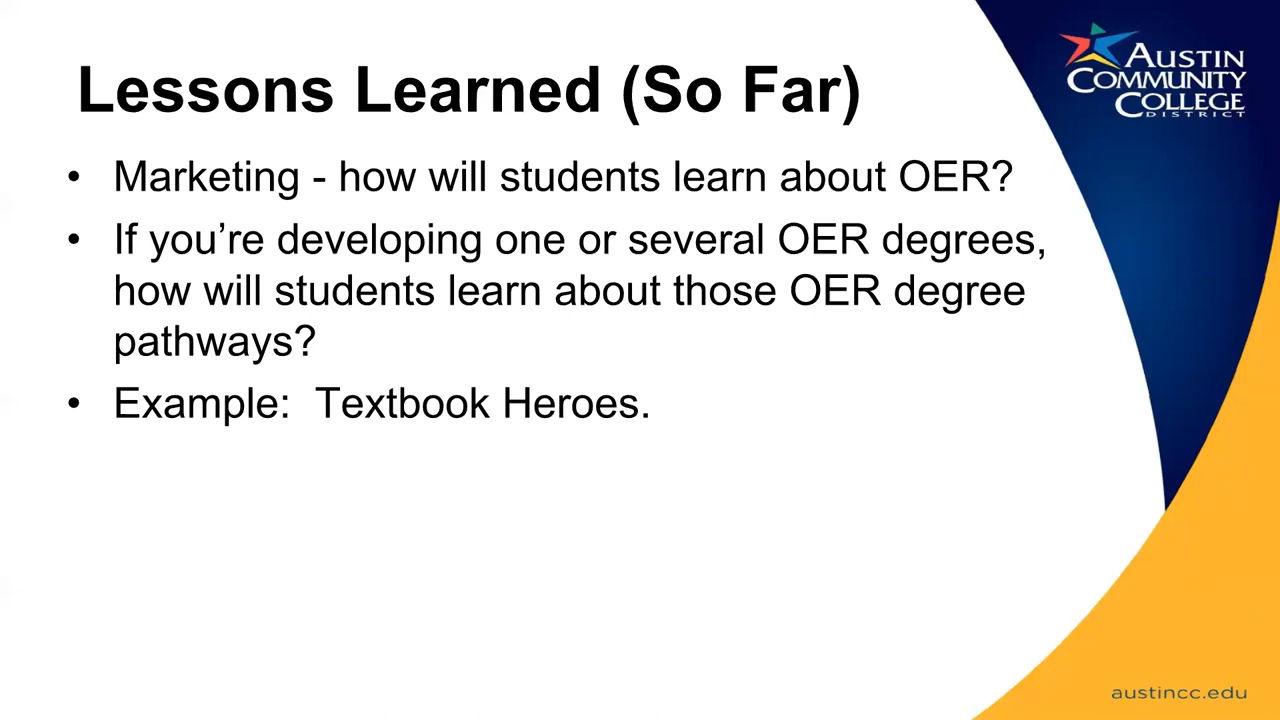 Lessons Learned (So Far)
• Marketing - how will students learn about OER?
• If you’re developing one or several OER degrees,
how will students learn about those OER degree
pathways?
• Example:  Textbook Heroes.
AUSTIN
COMMUNITY
COLLEGE
DISTRICT
austincc.edu